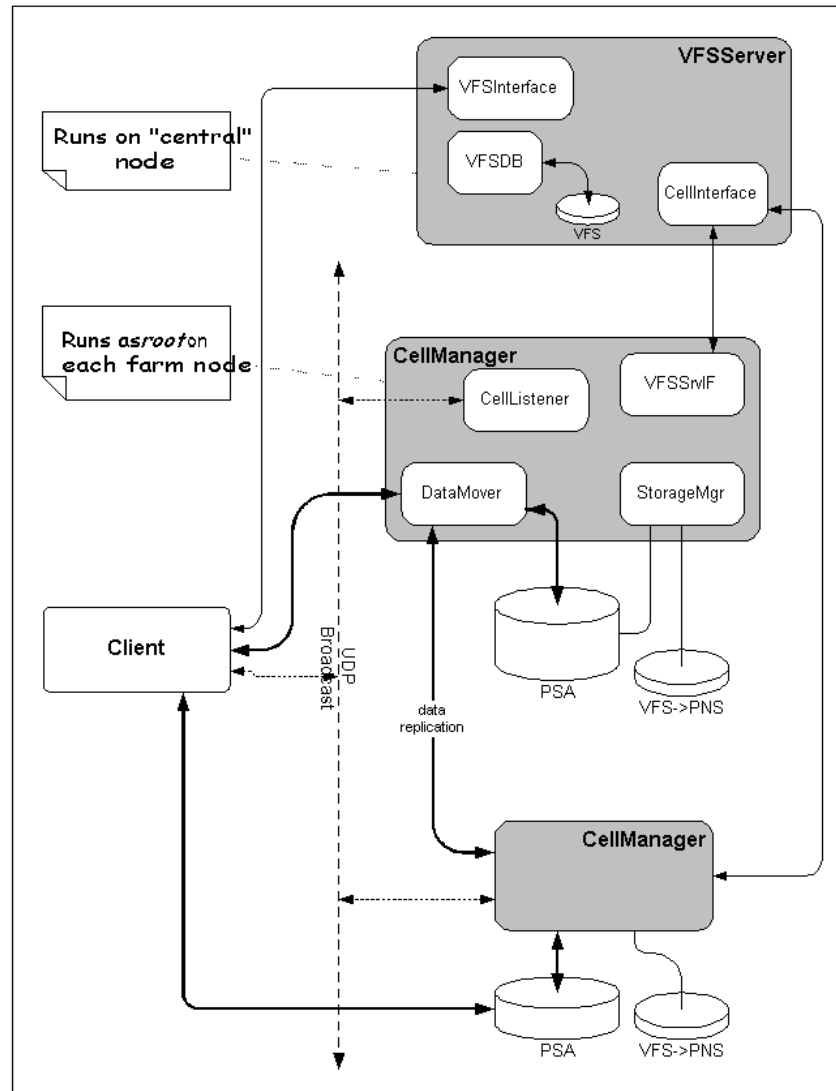 VFSServer
VFSInterface
Runs on "central"
node
VFSDB
CellInterface
VFS
Runs as root on
each farm node
CellManager
CellListener
VFSSrvIF
DataMover
StorageMgr
Client
UDP
Broadcast
PSA
VFS->PNS
data
replication
CellManager
PSA
VFS->PNS